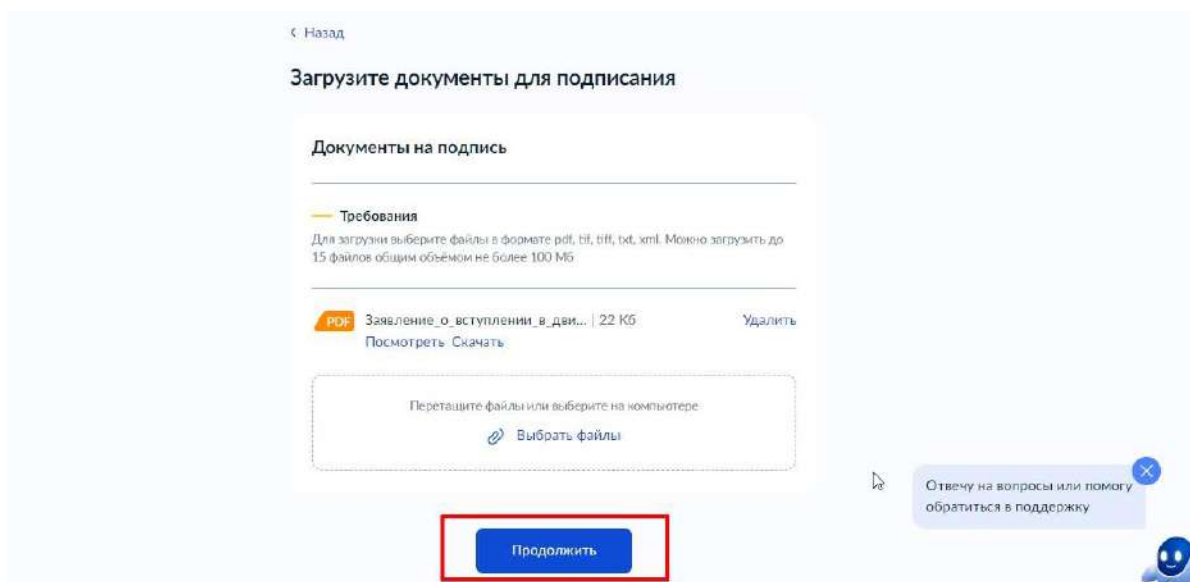 Назад
Загрузите документы для подписания
Документы на подпись
Требования
Для загрузки выберите файлы в формате pdf, tif, tiff, txt, xml. Можно загрузить до
15 файлов общим объёмом не более 100 Мб
PDF Заявление_о_вступлении_в_дви... | 22 Кб Удалить
Посмотреть Скачать
Перетащите файлы или выберите на компьютере
Выбрать файлы
Отвечу на вопросы или помогу
обратиться в поддержку
Продолжить